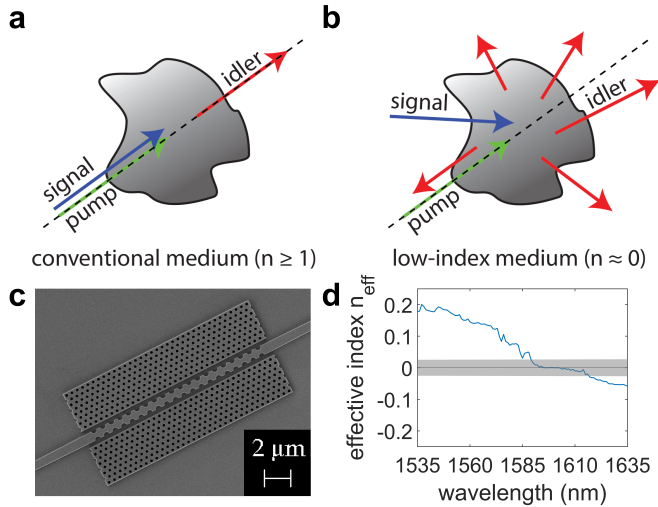 a
idler
signal
pump
conventional medium (n ≥ 1)
b
signal
idler
pump
low-index medium (n ≈ 0)
c
2 μm
d
effective index n_eff
0.2
0.1
0
-0.1
-0.2
1535 1560 1585 1610 1635
wavelength (nm)